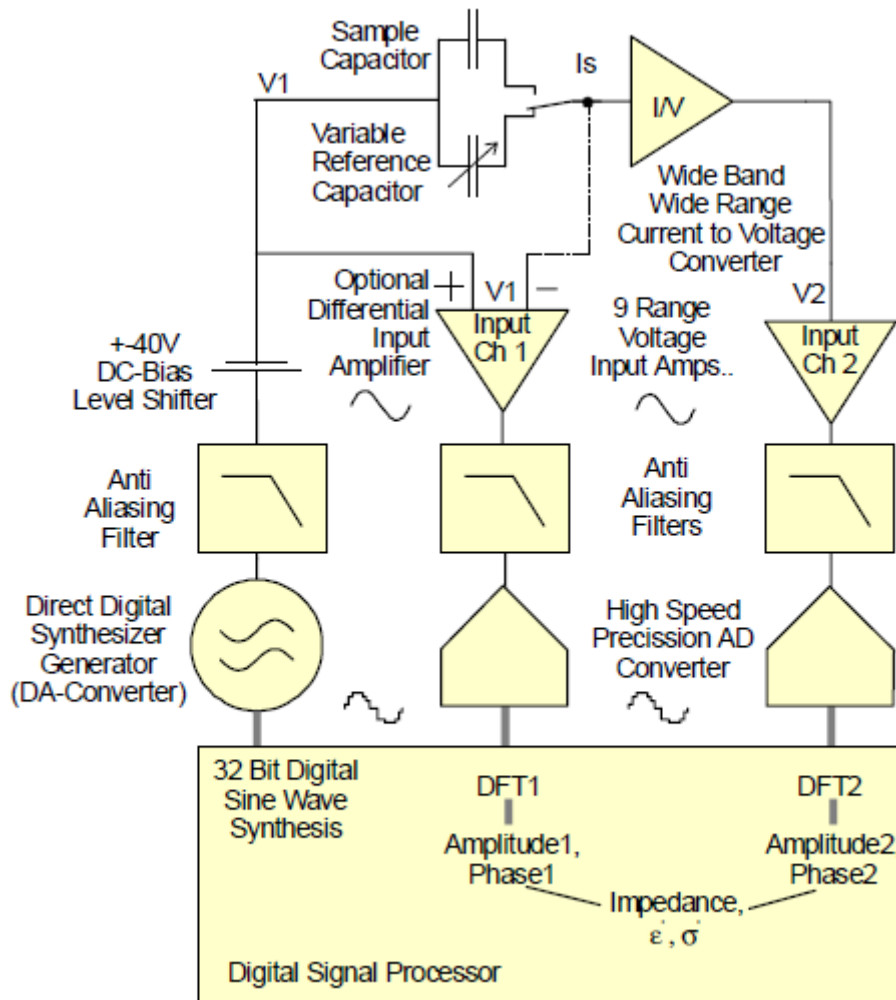 Sample
Capacitor
V1
Is
I/V
Variable
Reference
Capacitor
Wide Band
Wide Range
Current to Voltage
Converter
Optional
Differential
Input
Amplifier
+ V1 –
Input
Ch 1
9 Range
Voltage
Input Amps..
V2
Input
Ch 2
+-40V
DC-Bias
Level Shifter
Anti
Aliasing
Filter
Anti
Aliasing
Filters
Direct Digital
Synthesizer
Generator
(DA-Converter)
High Speed
Precission AD
Converter
32 Bit Digital
Sine Wave
Synthesis
DFT1
DFT2
Amplitude1,
Phase1
Amplitude2
Phase2
Impedance,
ε*, σ*
Digital Signal Processor